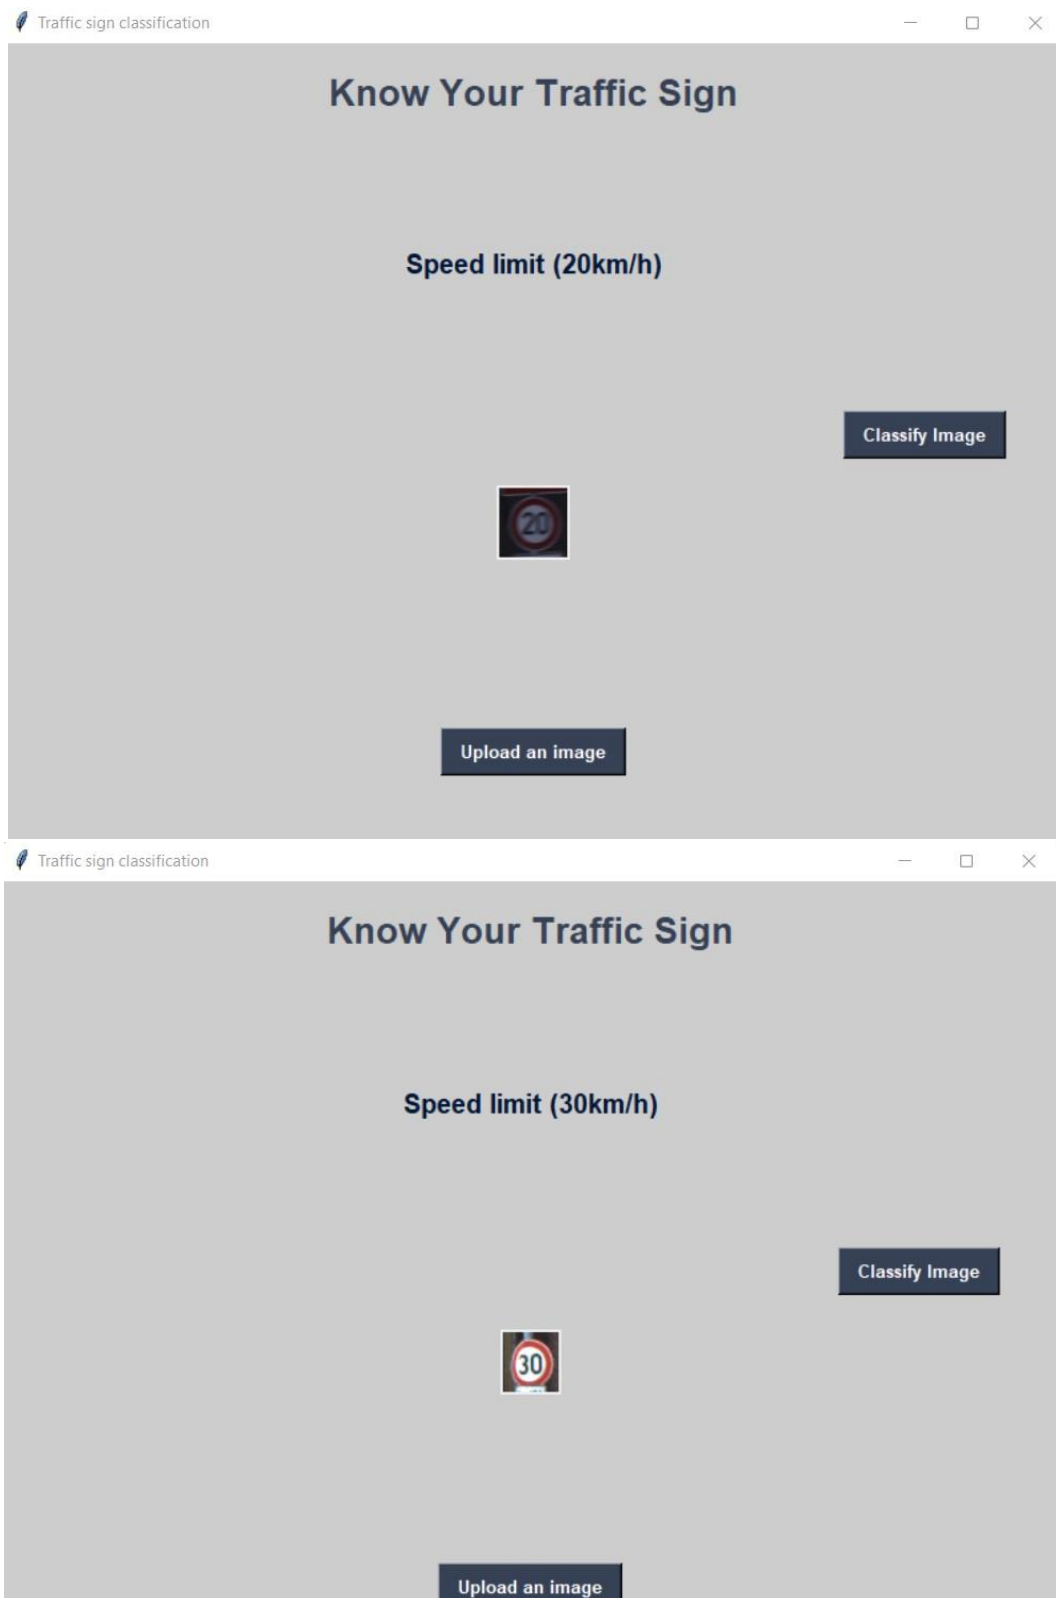 Traffic sign classification
Know Your Traffic Sign
Speed limit (20km/h)
Classify Image
20
Upload an image
Traffic sign classification
Know Your Traffic Sign
Speed limit (30km/h)
Classify Image
30
Upload an image